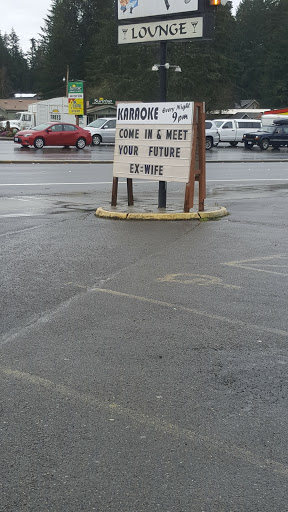 LOUNGE
KARAOKE Every Night 9pm
COME IN & MEET
YOUR FUTURE
EX=WIFE